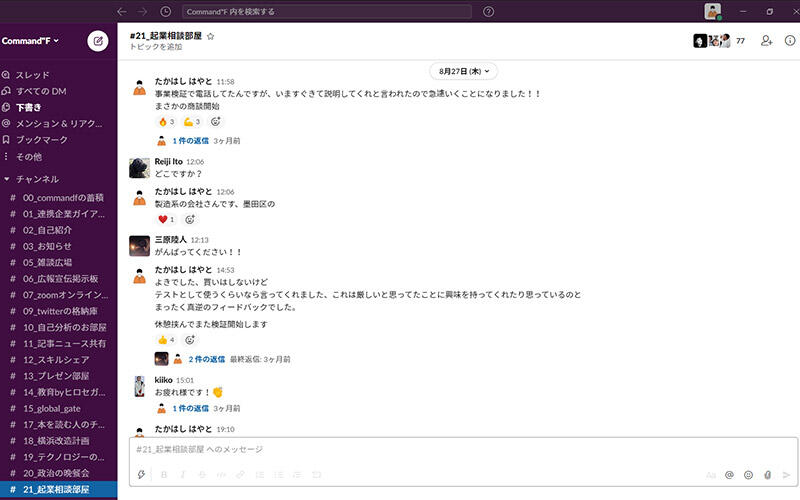 Command"F 内を検索する
Command"F
スレッド
すべての DM
下書き
メンション & リアク...
ブックマーク
その他
チャンネル
# 00_commandfの蓄積
# 01_連携企業ガイア...
# 02_自己紹介
# 03_お知らせ
# 05_雑談広場
# 06_広報宣伝掲示板
# 07_zoomオンライン...
# 09_twitterの格納庫
# 10_自己分析のお部屋
# 11_記事ニュース共有
# 12_スキルシェア
# 13_プレゼン部屋
# 14_教育byヒロセガ...
# 15_global_gate
# 17_本を読む人のチ...
# 18_横浜改造計画
# 19_テクノロジーの...
# 20_政治の晩餐会
# 21_起業相談部屋
#21_起業相談部屋
トピックを追加
77
8月27日 (木)
たかはし はやと 11:58
事業検証で電話してたんですが、いますぐきて説明してくれと言われたので急遽いくことになりました！！
まさかの商談開始
3 3
1 件の返信 3ヶ月前
Reiji Ito 12:06
どこですか？
たかはし はやと 12:06
製造系の会社さんです、墨田区の
1
三原陸人 12:13
がんばってください！！
たかはし はやと 14:53
よきでした、買いはしないけど
テストとして使うくらいなら言ってくれました、これは厳しいと思ってたことに興味を持ってくれたり思っているのと
まったく真逆のフィードバックでした。
休憩挟んでまた検証開始します
4
2 件の返信 最終返信: 3ヶ月前
kiiko 15:01
お疲れ様です！
1 件の返信 3ヶ月前
たかはし はやと 19:10
#21_起業相談部屋 へのメッセージ
B I S
Aa @